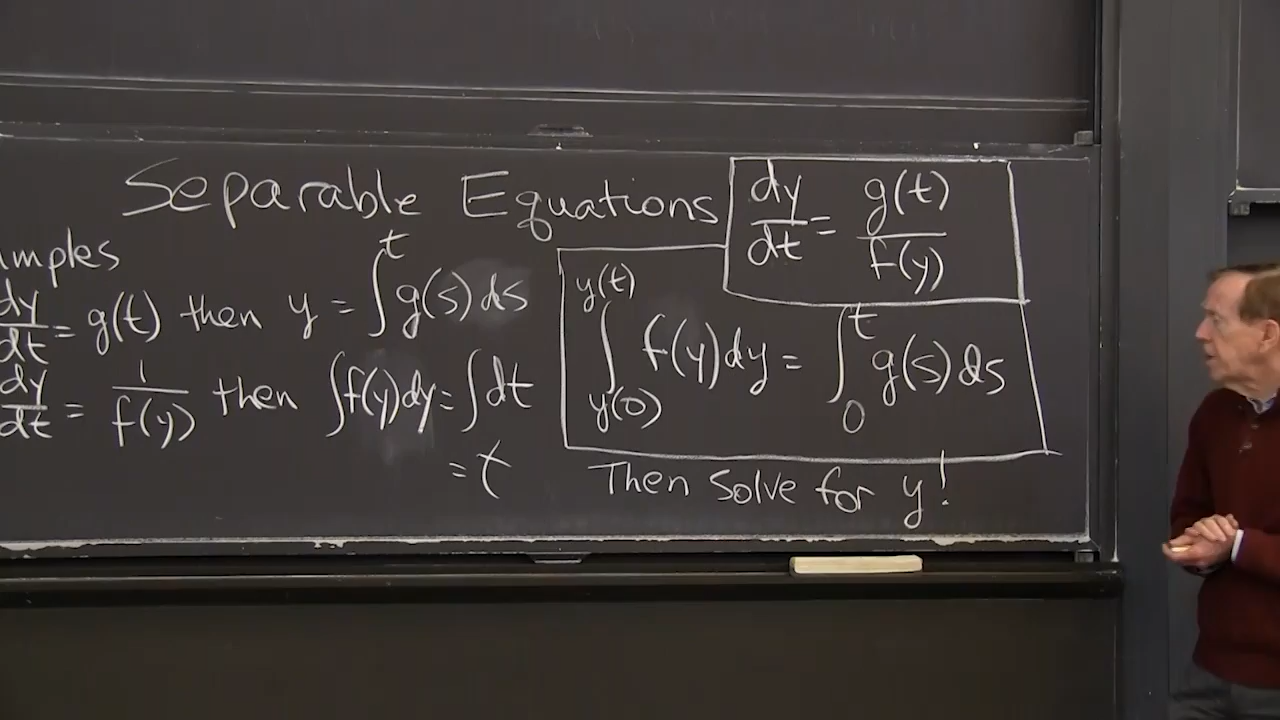 Separable Equations
dy/dt = g(t)/f(y)
mples
dy/dt = g(t) then y = ∫^t g(s) ds
dy/dt = 1/f(y) then ∫f(y)dy = ∫dt
= t
∫_{y(0)}^{y(t)} f(y)dy = ∫_0^t g(s) ds
Then solve for y!